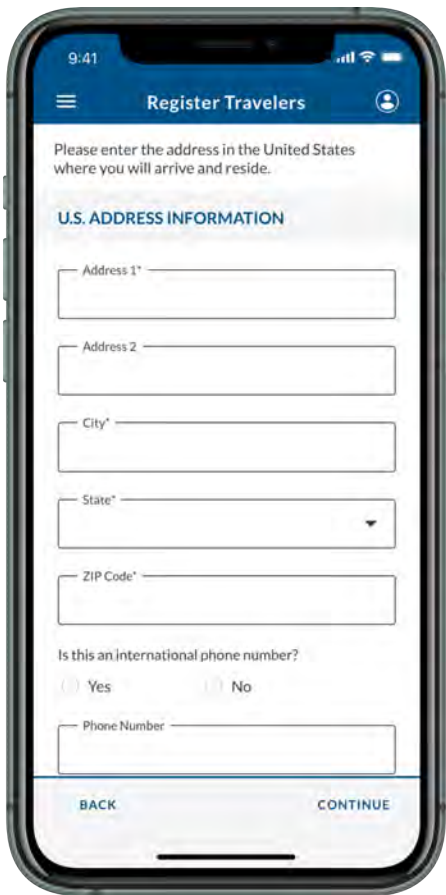 9:41
Register Travelers
Please enter the address in the United States
where you will arrive and reside.
U.S. ADDRESS INFORMATION
Address 1*
Address 2
City*
State*
ZIP Code*
Is this an international phone number?
Yes No
Phone Number
BACK CONTINUE